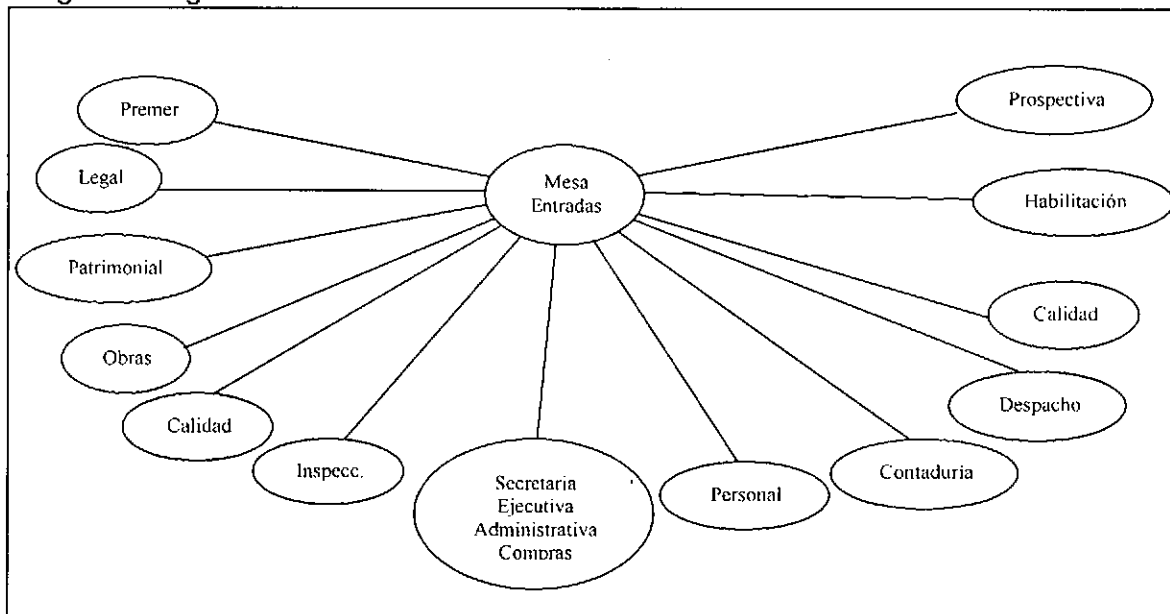 Premer
Prospectiva
Legal
Mesa
Entradas
Habilitación
Patrimonial
Calidad
Obras
Despacho
Calidad
Inspecc.
Contaduria
Secretaria
Ejecutiva
Administrativa
Compras
Personal